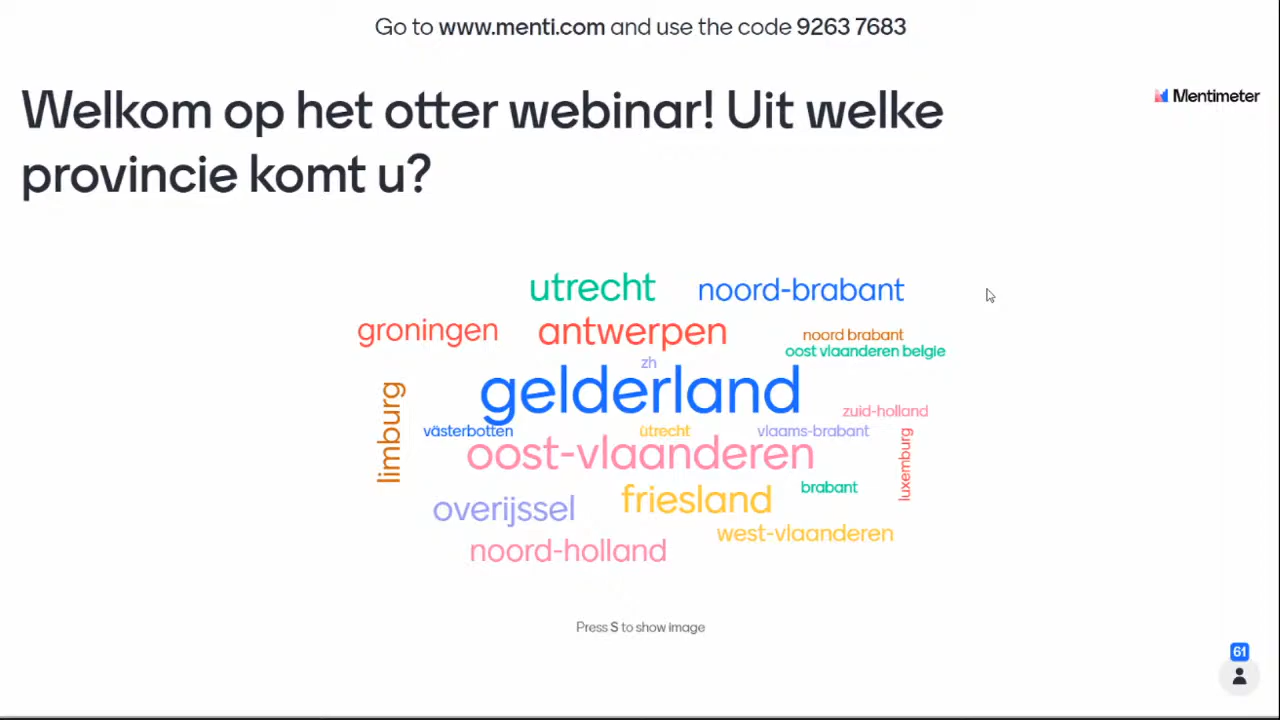 Go to www.menti.com and use the code 9263 7683
Welkom op het otter webinar! Uit welke
provincie komt u?
Mentimeter
utrecht
noord-brabant
groningen
antwerpen
noord brabant
oost vlaanderen belgie
zh
gelderland
limburg
zuid-holland
västerbotten
ùtrecht
vlaams-brabant
luxemburg
oost-vlaanderen
brabant
overijssel
friesland
west-vlaanderen
noord-holland
Press S to show image
61